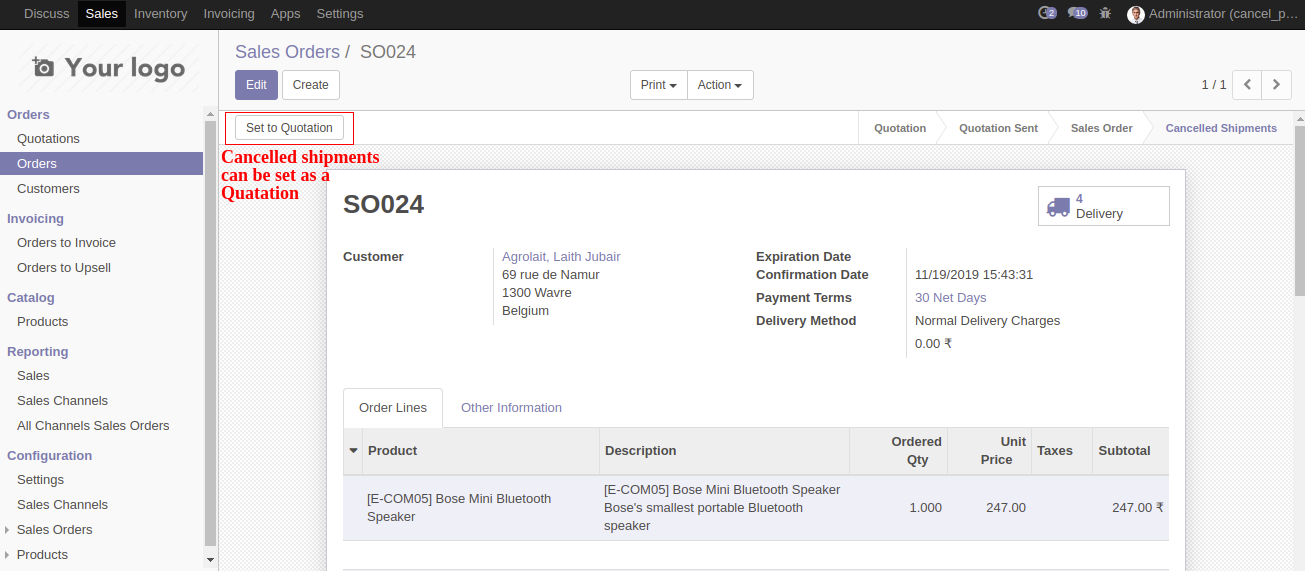 Discuss Sales Inventory Invoicing Apps Settings
2 10 Administrator (cancel_p…
Your logo
Sales Orders / SO024
Edit Create
Print Action
1 / 1
Orders
Quotations
Orders
Customers
Invoicing
Orders to Invoice
Orders to Upsell
Catalog
Products
Reporting
Sales
Sales Channels
All Channels Sales Orders
Configuration
Settings
Sales Channels
Sales Orders
Products
Set to Quotation
Quotation Quotation Sent Sales Order Cancelled Shipments
Cancelled shipments
can be set as a
Quatation
SO024
4
Delivery
Customer
Agrolait, Laith Jubair
69 rue de Namur
1300 Wavre
Belgium
Expiration Date
Confirmation Date 11/19/2019 15:43:31
Payment Terms 30 Net Days
Delivery Method Normal Delivery Charges
0.00 ₹
Order Lines Other Information
Product Description Ordered Qty Unit Price Taxes Subtotal
[E-COM05] Bose Mini Bluetooth
Speaker
[E-COM05] Bose Mini Bluetooth Speaker
Bose's smallest portable Bluetooth
speaker
1.000 247.00 247.00 ₹